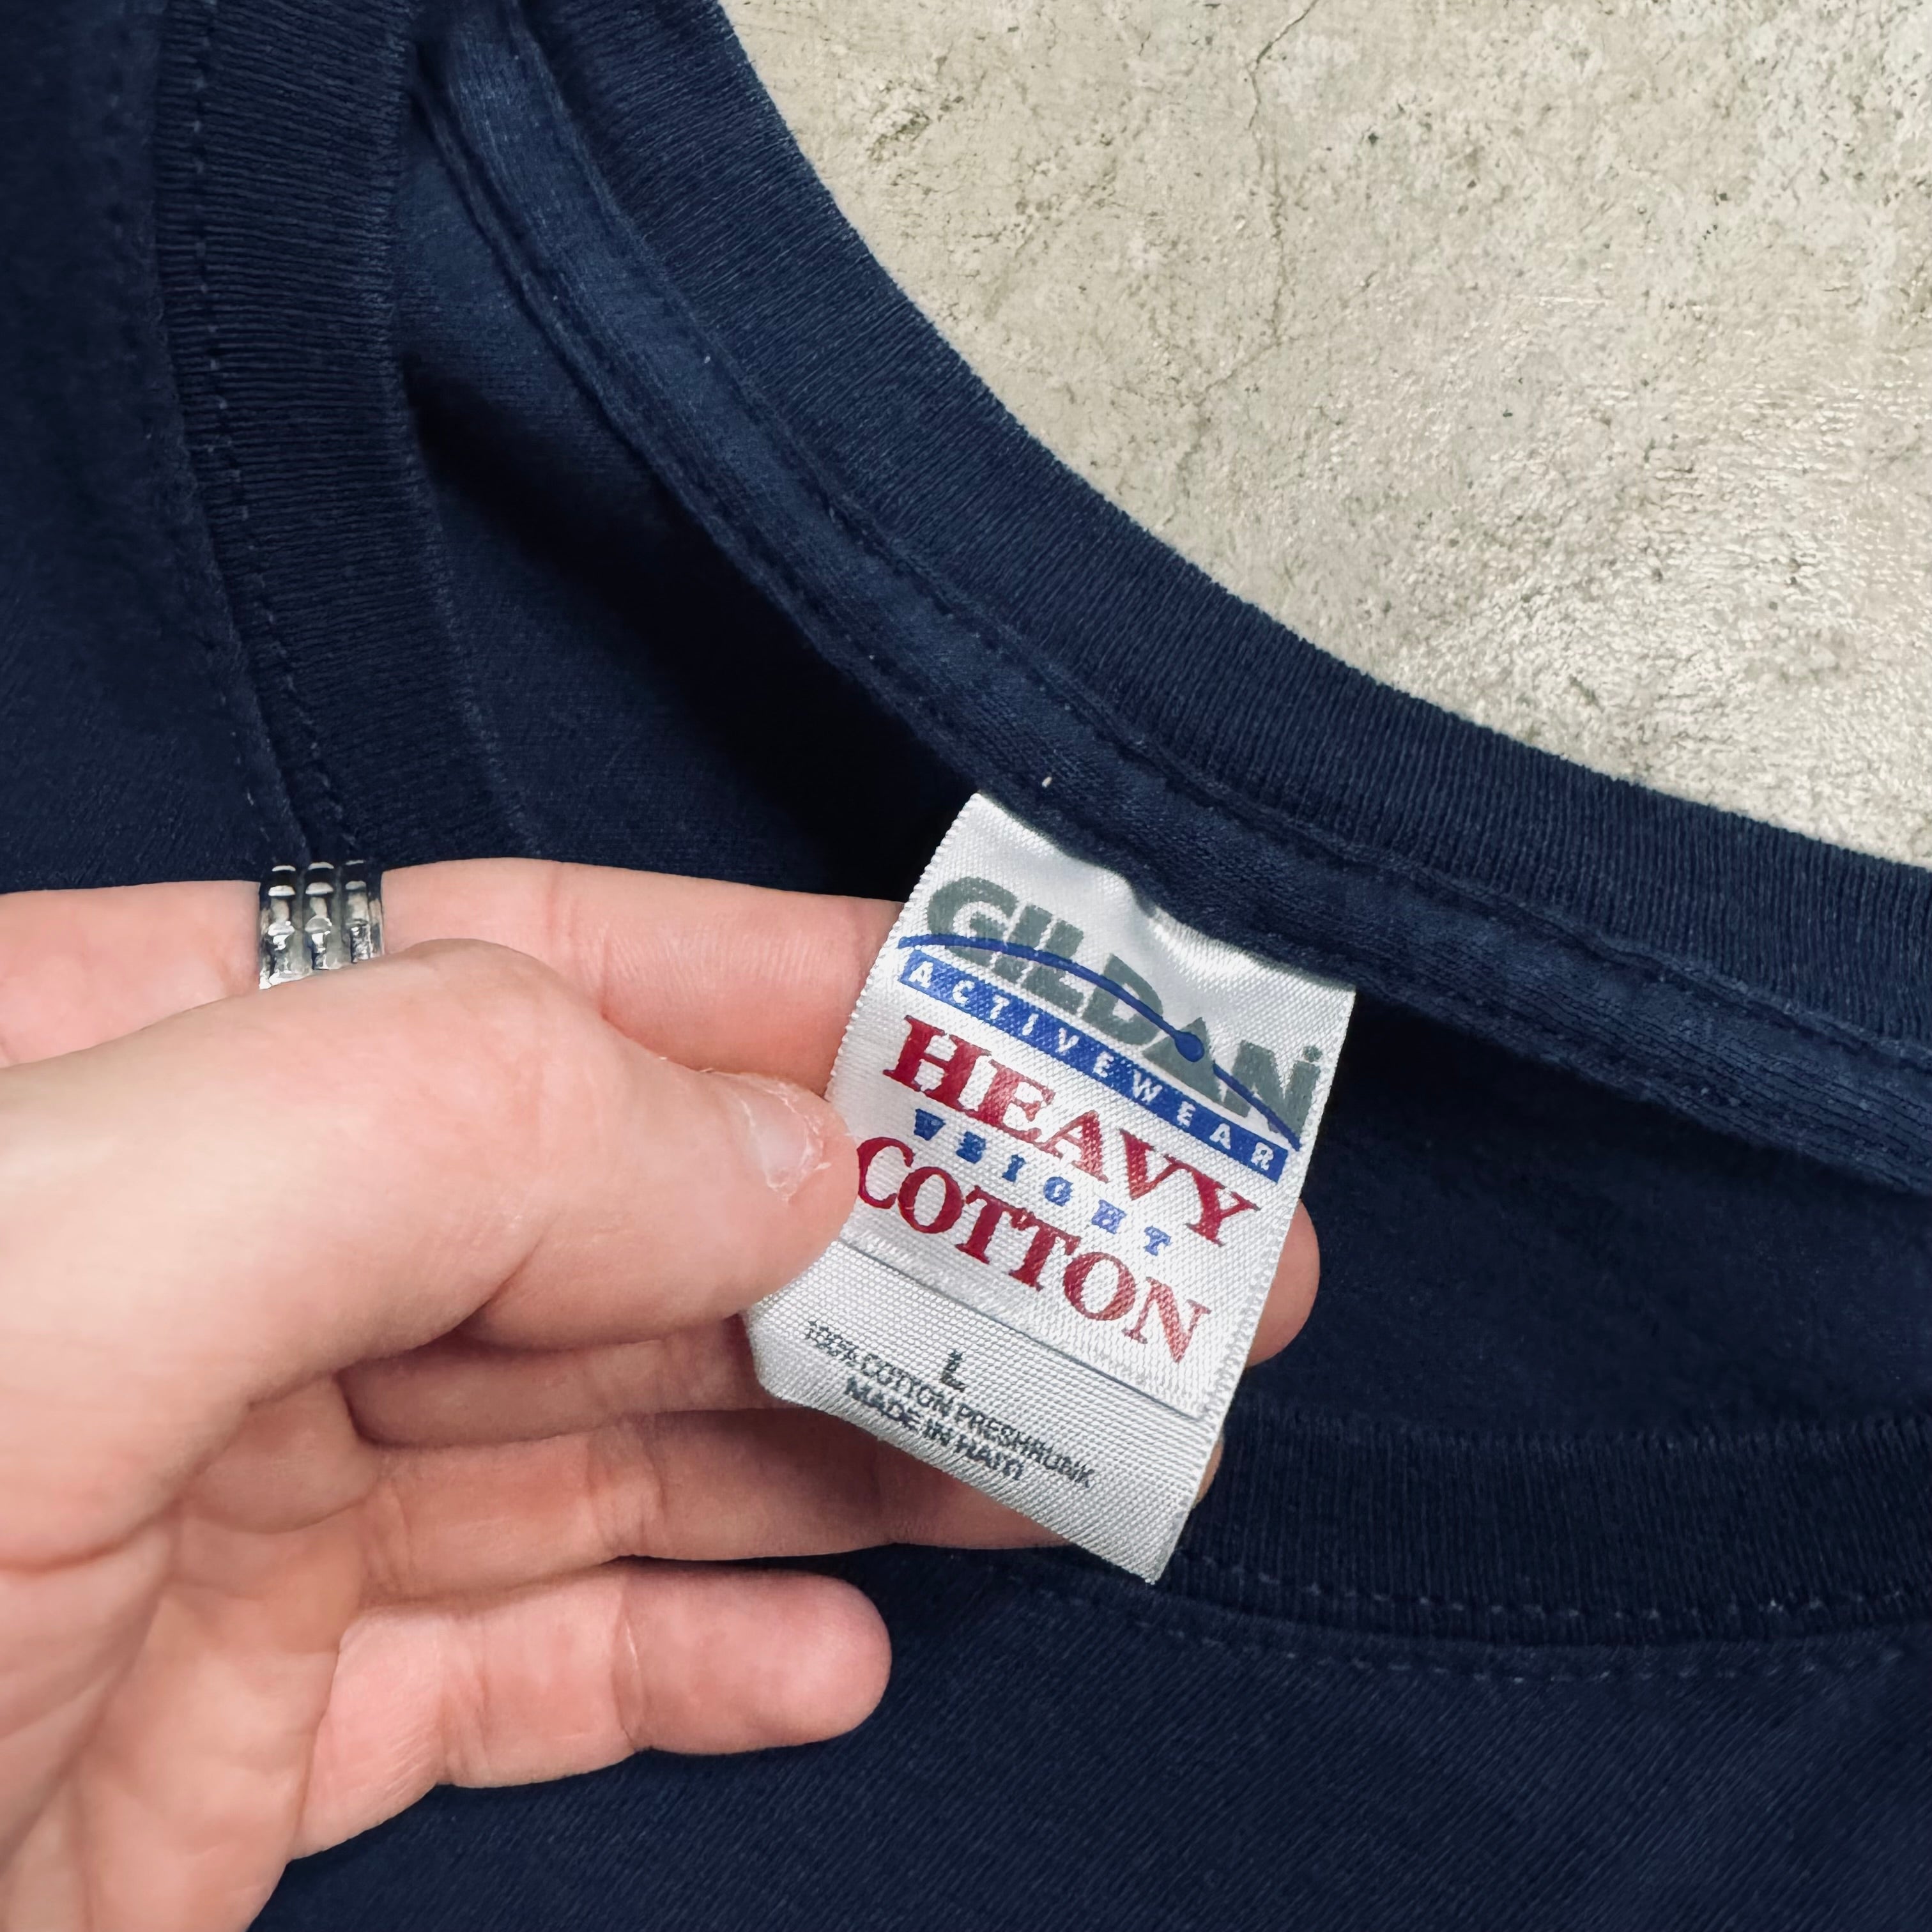 GILDAN
ACTIVEWEAR
HEAVY
WEIGHT
COTTON
L
100% COTTON PRESHRUNK
MADE IN HAITI